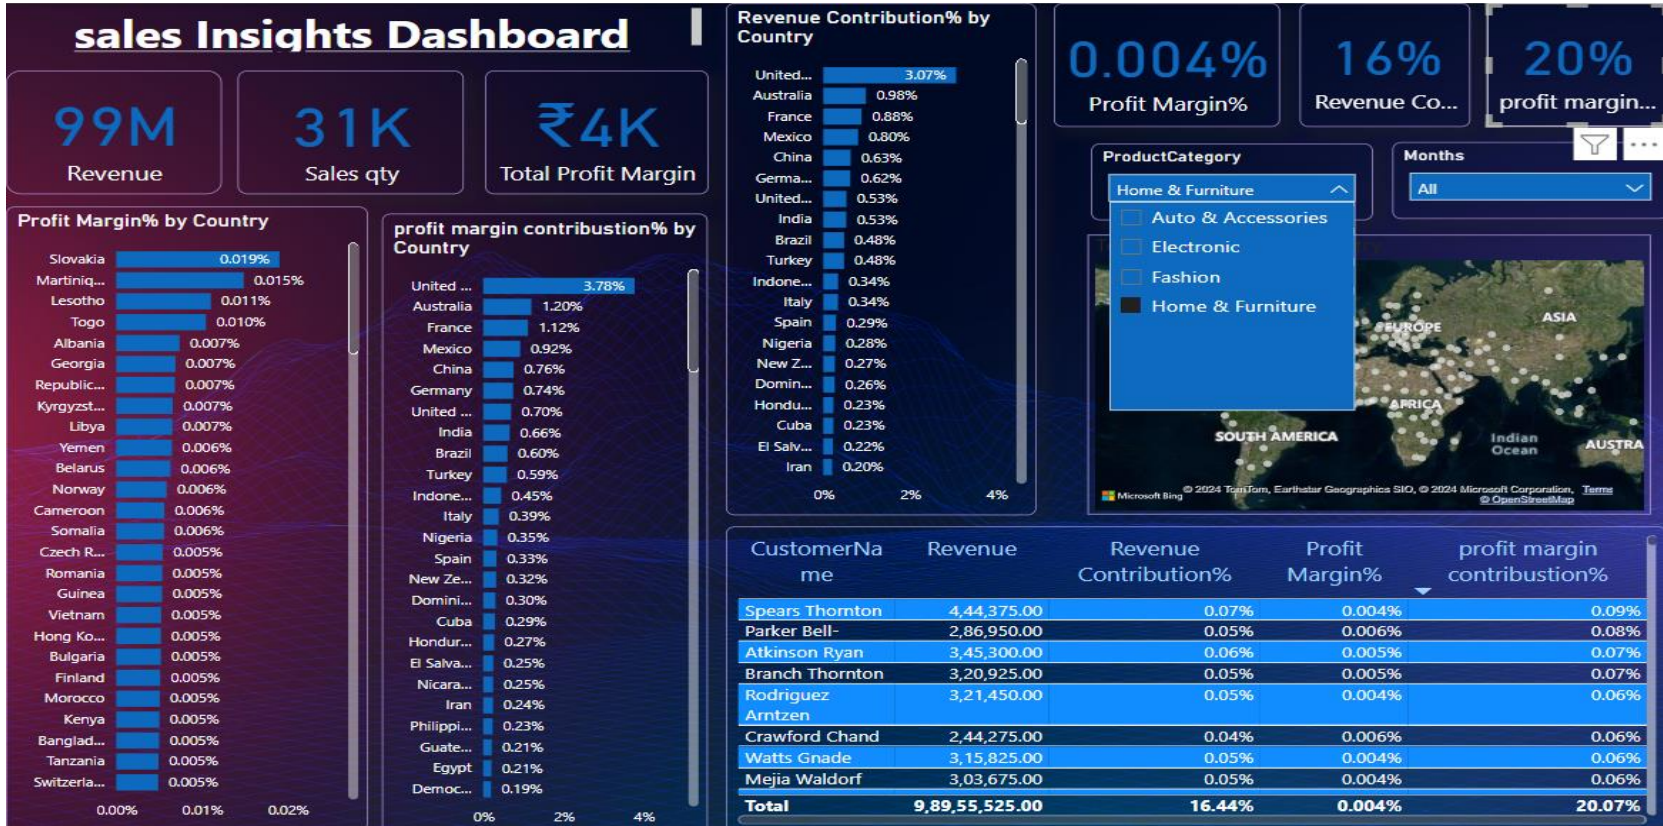 sales Insights Dashboard
99M
Revenue
31K
Sales qty
₹4K
Total Profit Margin
Profit Margin% by Country
Slovakia 0.019%
Martiniq... 0.015%
Lesotho 0.011%
Togo 0.010%
Albania 0.007%
Georgia 0.007%
Republic... 0.007%
Kyrgyzst... 0.007%
Libya 0.007%
Yemen 0.006%
Belarus 0.006%
Norway 0.006%
Cameroon 0.006%
Somalia 0.006%
Czech R... 0.005%
Romania 0.005%
Guinea 0.005%
Vietnam 0.005%
Hong Ko... 0.005%
Bulgaria 0.005%
Finland 0.005%
Morocco 0.005%
Kenya 0.005%
Banglad... 0.005%
Tanzania 0.005%
Switzerla... 0.005%
0.00% 0.01% 0.02%
profit margin contribustion% by
Country
United ... 3.78%
Australia 1.20%
France 1.12%
Mexico 0.92%
China 0.76%
Germany 0.74%
United ... 0.70%
India 0.66%
Brazil 0.60%
Turkey 0.59%
Indone... 0.45%
Italy 0.39%
Nigeria 0.35%
Spain 0.33%
New Ze... 0.32%
Domini... 0.30%
Cuba 0.29%
Hondur... 0.27%
El Salva... 0.25%
Nicara... 0.25%
Iran 0.24%
Philippi... 0.23%
Guate... 0.21%
Egypt 0.21%
Democ... 0.19%
0% 2% 4%
Revenue Contribution% by
Country
United... 3.07%
Australia 0.98%
France 0.88%
Mexico 0.80%
China 0.63%
Germa... 0.62%
United... 0.53%
India 0.53%
Brazil 0.48%
Turkey 0.48%
Indone... 0.34%
Italy 0.34%
Spain 0.29%
Nigeria 0.28%
New Z... 0.27%
Domin... 0.26%
Hondu... 0.23%
Cuba 0.23%
El Salv... 0.22%
Iran 0.20%
0% 2% 4%
0.004%
Profit Margin%
16%
Revenue Co...
20%
profit margin...
ProductCategory
Home & Furniture
Auto & Accessories
Electronic
Fashion
Home & Furniture
Months
All
EUROPE
ASIA
AFRICA
SOUTH AMERICA
Indian
Ocean
AUSTRA
Microsoft Bing
© 2024 TomTom, Earthstar Geographics SIO, © 2024 Microsoft Corporation, Terms
© OpenStreetMap
CustomerNa
me Revenue Revenue
Contribution% Profit
Margin% profit margin
contribustion%
Spears Thornton 4,44,375.00 0.07% 0.004% 0.09%
Parker Bell- 2,86,950.00 0.05% 0.006% 0.08%
Atkinson Ryan 3,45,300.00 0.06% 0.005% 0.07%
Branch Thornton 3,20,925.00 0.05% 0.005% 0.07%
Rodriguez 3,21,450.00 0.05% 0.004% 0.06%
Arntzen
Crawford Chand 2,44,275.00 0.04% 0.006% 0.06%
Watts Gnade 3,15,825.00 0.05% 0.004% 0.06%
Mejia Waldorf 3,03,675.00 0.05% 0.004% 0.06%
Total 9,89,55,525.00 16.44% 0.004% 20.07%